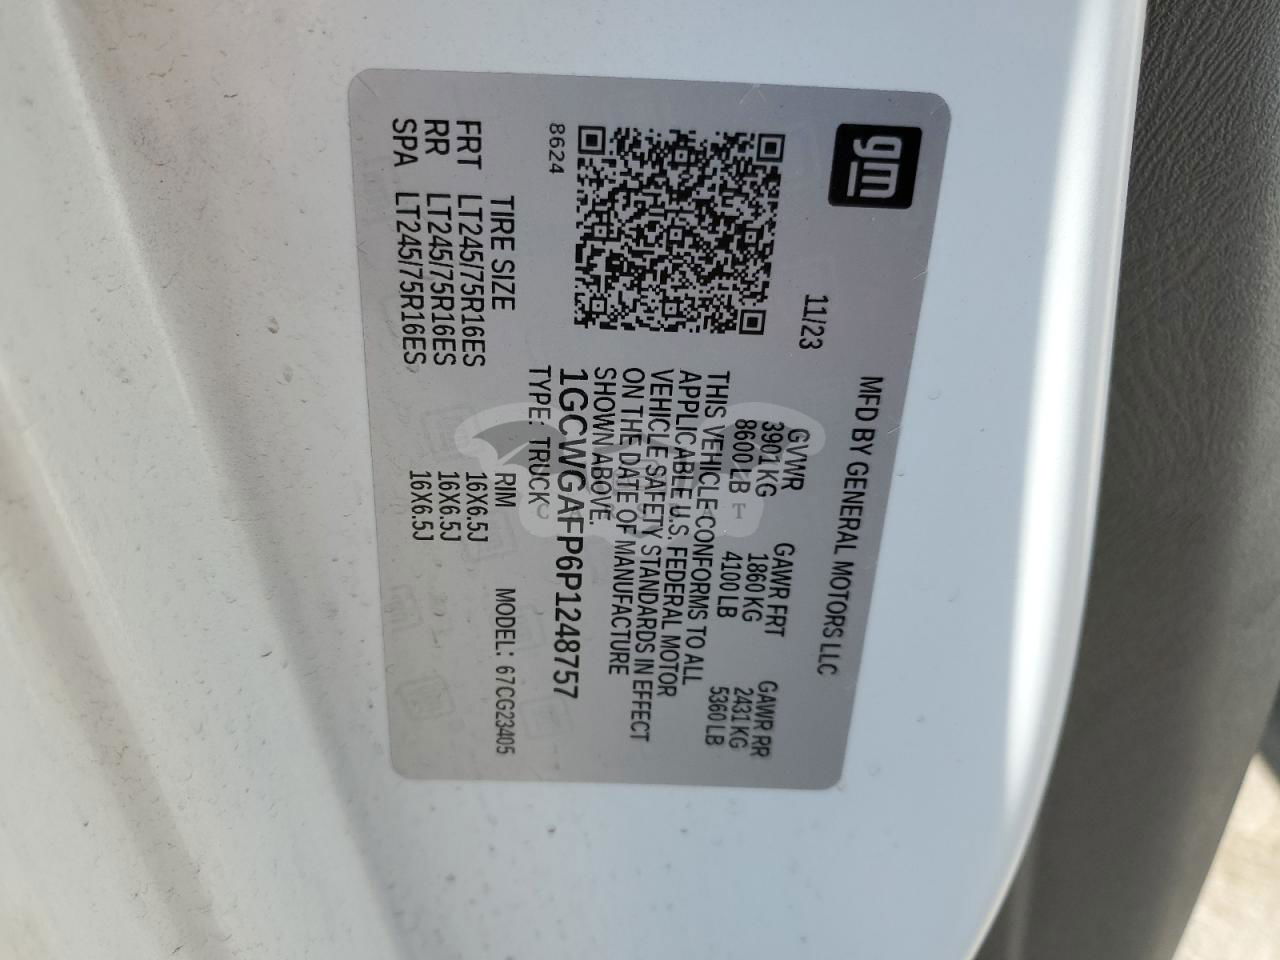 gm
MFD BY GENERAL MOTORS LLC
11/23
GVWR GAWR FRT GAWR RR
3901 KG 1860 KG 2431 KG
8600 LB 4100 LB 5360 LB
THIS VEHICLE CONFORMS TO ALL
APPLICABLE U.S. FEDERAL MOTOR
VEHICLE SAFETY STANDARDS IN EFFECT
ON THE DATE OF MANUFACTURE
SHOWN ABOVE.
1GCWGAFP6P1248757
TYPE: TRUCK
8624
TIRE SIZE RIM MODEL: 67CG23405
FRT LT245/75R16ES 16X6.5J
RR LT245/75R16ES 16X6.5J
SPA LT245/75R16ES 16X6.5J